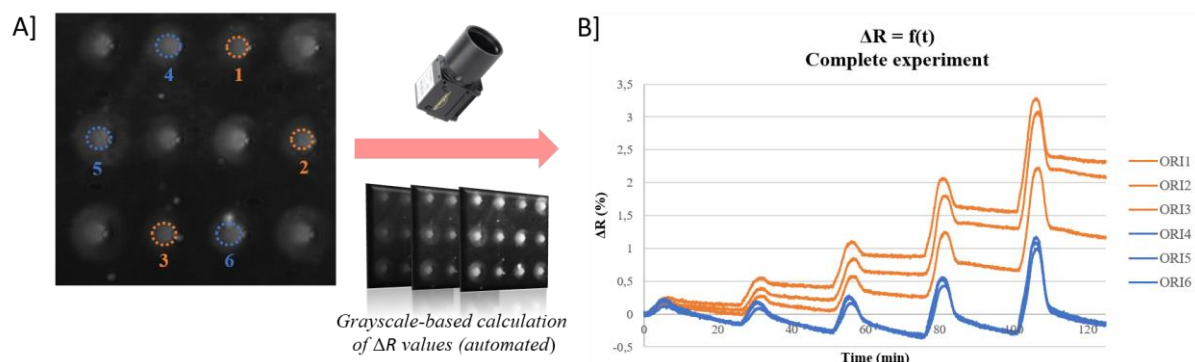 A]
4
1
5
2
3
6
Grayscale-based calculation
of ΔR values (automated)
B]
ΔR = f(t)
Complete experiment
ΔR (%)
3,5
3
2,5
2
1,5
1
0,5
0
-0,5
0
20
40
60
80
100
120
Time (min)
ORI1
ORI2
ORI3
ORI4
ORI5
ORI6